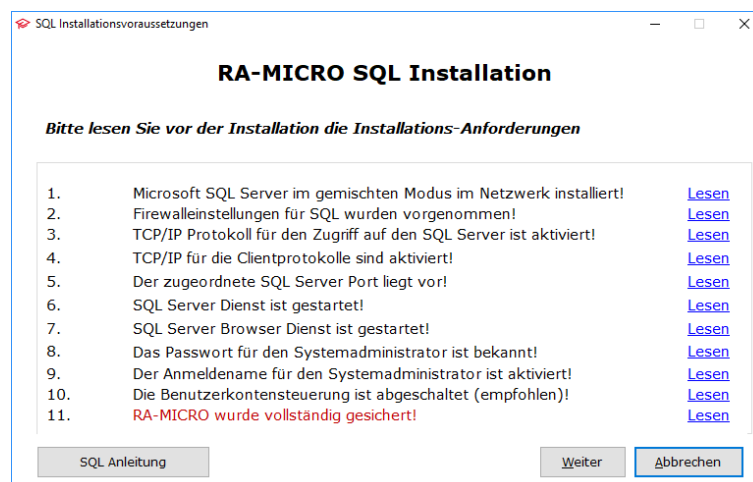 SQL Installationsvoraussetzungen
RA-MICRO SQL Installation
Bitte lesen Sie vor der Installation die Installations-Anforderungen
1. Microsoft SQL Server im gemischten Modus im Netzwerk installiert! Lesen
2. Firewalleinstellungen für SQL wurden vorgenommen! Lesen
3. TCP/IP Protokoll für den Zugriff auf den SQL Server ist aktiviert! Lesen
4. TCP/IP für die Clientprotokolle sind aktiviert! Lesen
5. Der zugeordnete SQL Server Port liegt vor! Lesen
6. SQL Server Dienst ist gestartet! Lesen
7. SQL Server Browser Dienst ist gestartet! Lesen
8. Das Passwort für den Systemadministrator ist bekannt! Lesen
9. Der Anmeldename für den Systemadministrator ist aktiviert! Lesen
10. Die Benutzerkontensteuerung ist abgeschaltet (empfohlen)! Lesen
11. RA-MICRO wurde vollständig gesichert! Lesen
SQL Anleitung Weiter Abbrechen